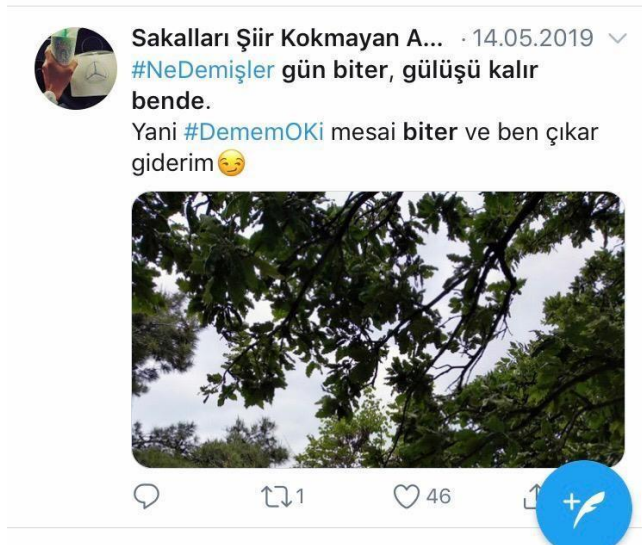 Sakalları Şiir Kokmayan A... · 14.05.2019
#NeDemişler gün biter, gülüşü kalır
bende.
Yani #DememOKi mesai biter ve ben çıkar
giderim😏
1 46